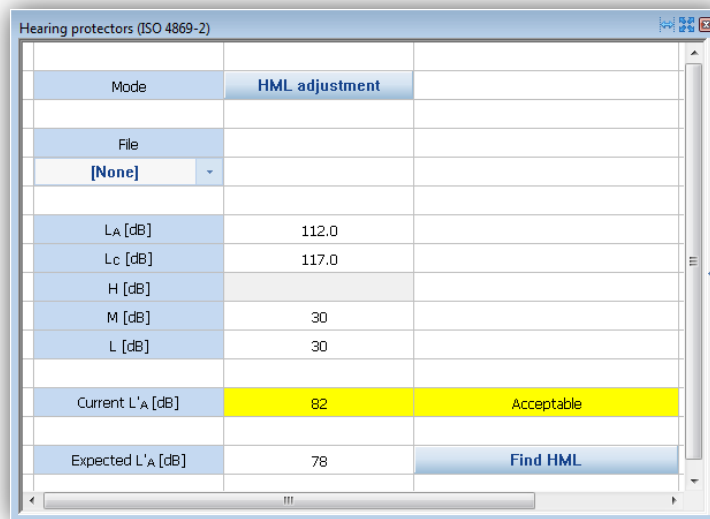 Hearing protectors (ISO 4869-2)
Mode HML adjustment
File
[None]
LA [dB] 112.0
LC [dB] 117.0
H [dB]
M [dB] 30
L [dB] 30
Current L'A [dB] 82 Acceptable
Expected L'A [dB] 78 Find HML